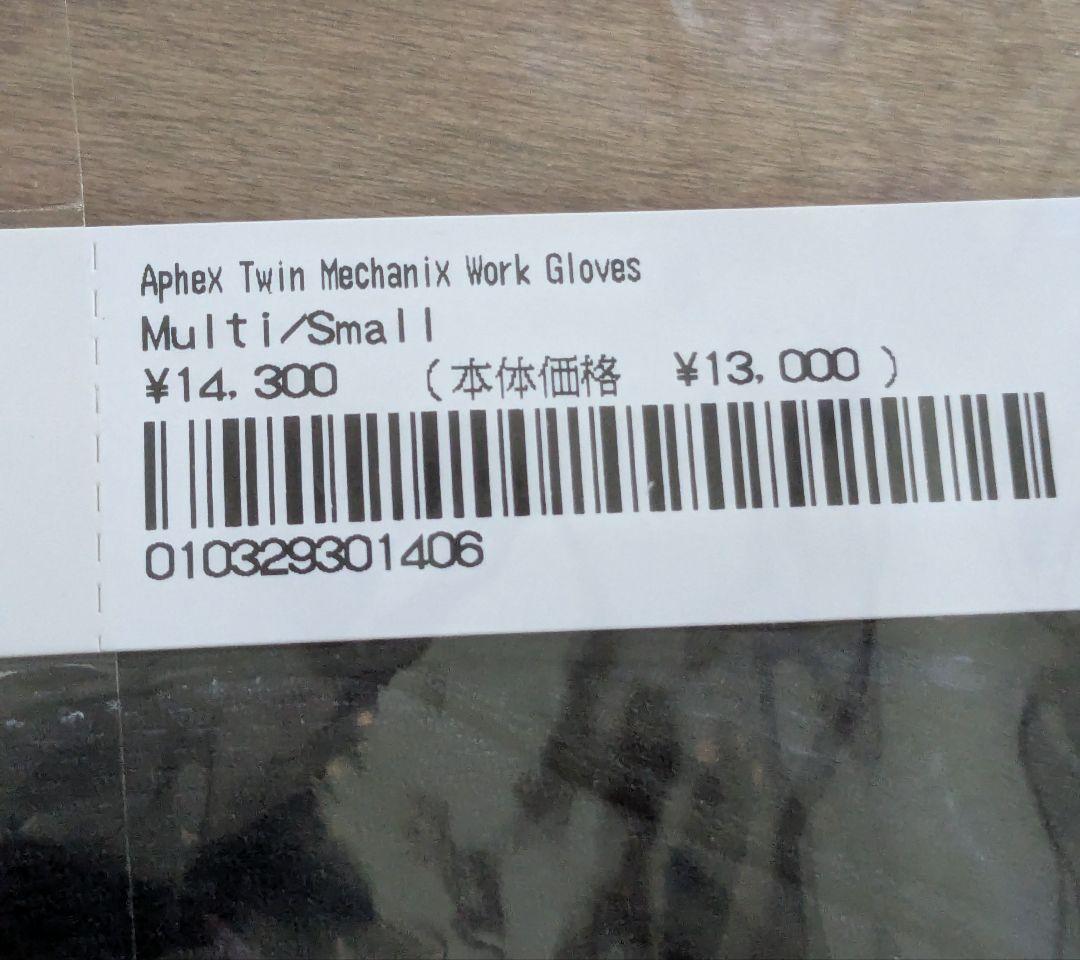 Aphex Twin Mechanix Work Gloves
Multi/Small
¥14,300 (本体価格 ¥13,000)
010329301406